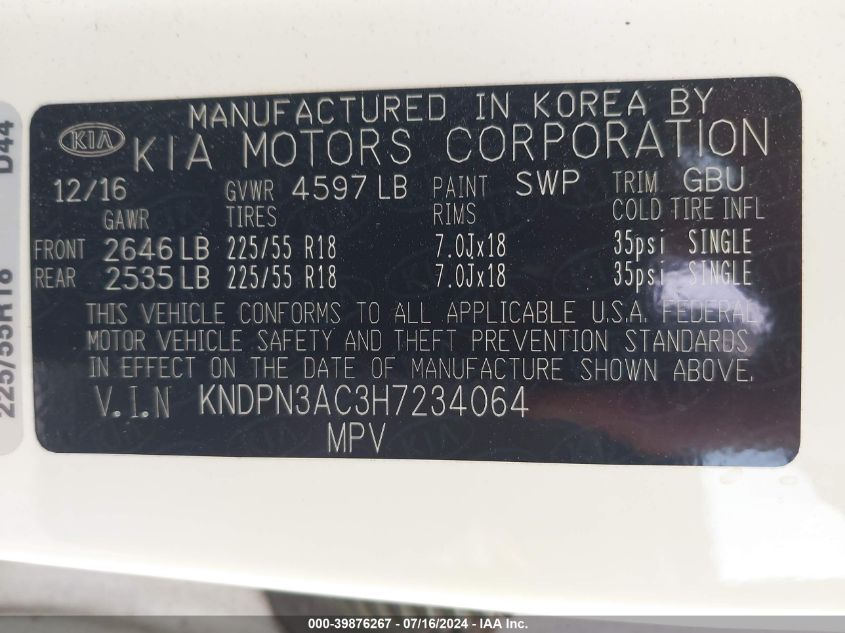 MANUFACTURED IN KOREA BY
KIA KIA MOTORS CORPORATION
12/16 GVWR 4597 LB PAINT SWP TRIM GBU
GAWR TIRES RIMS COLD TIRE INFL
FRONT 2646 LB 225/55 R18 7.0Jx18 35psi SINGLE
REAR 2535 LB 225/55 R18 7.0Jx18 35psi SINGLE
THIS VEHICLE CONFORMS TO ALL APPLICABLE U.S.A. FEDERAL
MOTOR VEHICLE SAFETY AND THEFT PREVENTION STANDARDS
IN EFFECT ON THE DATE OF MANUFACTURE SHOWN ABOVE.
V.I.N KNDPN3AC3H7234064
MPV
225/55R18 D44
000-39876267 - 07/16/2024 - IAA Inc.